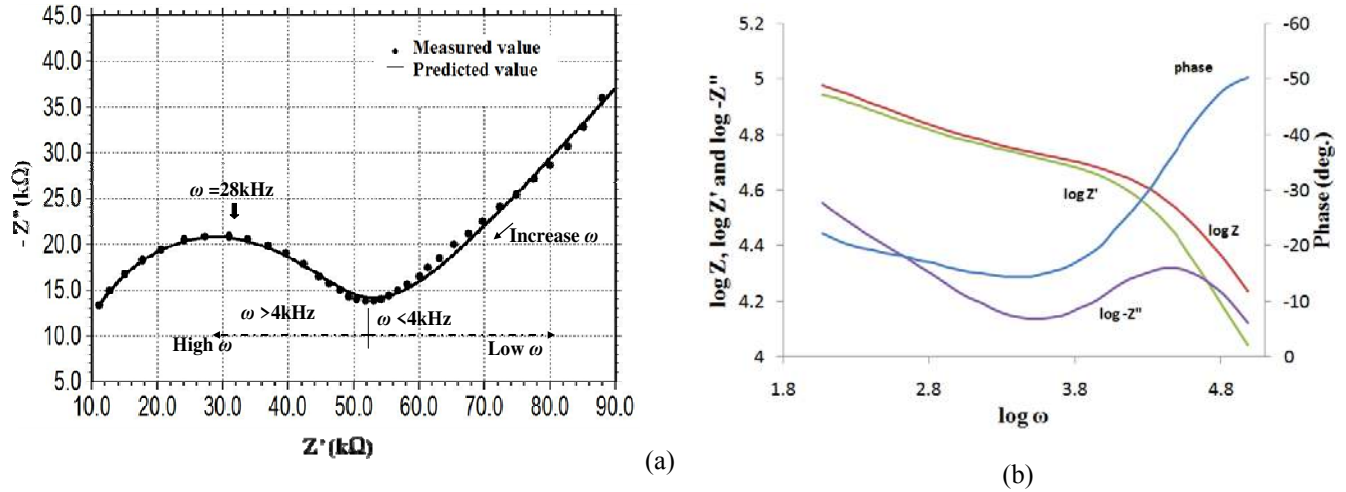 45.0
40.0
35.0
30.0
25.0
20.0
15.0
10.0
5.0
- Z" (kΩ)
• Measured value
— Predicted value
ω =28kHz
Increase ω
ω >4kHz
ω <4kHz
High ω
Low ω
10.0 20.0 30.0 40.0 50.0 60.0 70.0 80.0 90.0
Z' (kΩ)
(a)
5.2
5
4.8
4.6
4.4
4.2
4
log Z, log Z' and log -Z"
phase
log Z'
log Z
log -Z"
-60
-50
-40
-30
-20
-10
0
Phase (deg.)
1.8 2.8 3.8 4.8
log ω
(b)